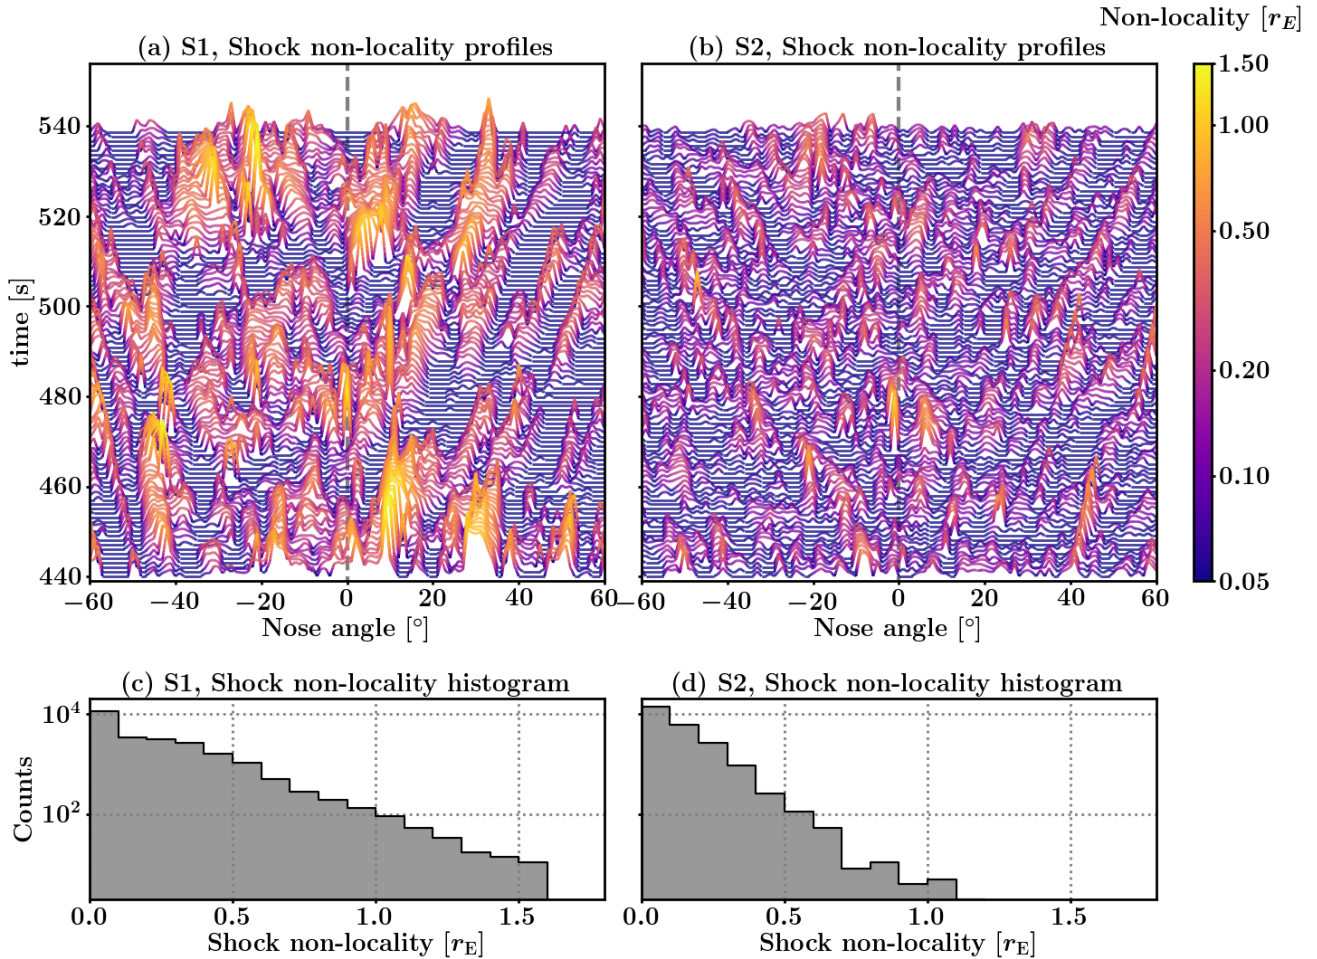 Non-locality [r_E]
(a) S1, Shock non-locality profiles
(b) S2, Shock non-locality profiles
time [s]
540
520
500
480
460
440
−60 −40 −20 0 20 40 60
Nose angle [°]
−60 −40 −20 0 20 40 60
Nose angle [°]
1.50
1.00
0.50
0.20
0.10
0.05
(c) S1, Shock non-locality histogram
(d) S2, Shock non-locality histogram
Counts
10⁴
10²
0.0 0.5 1.0 1.5
Shock non-locality [r_E]
0.0 0.5 1.0 1.5
Shock non-locality [r_E]